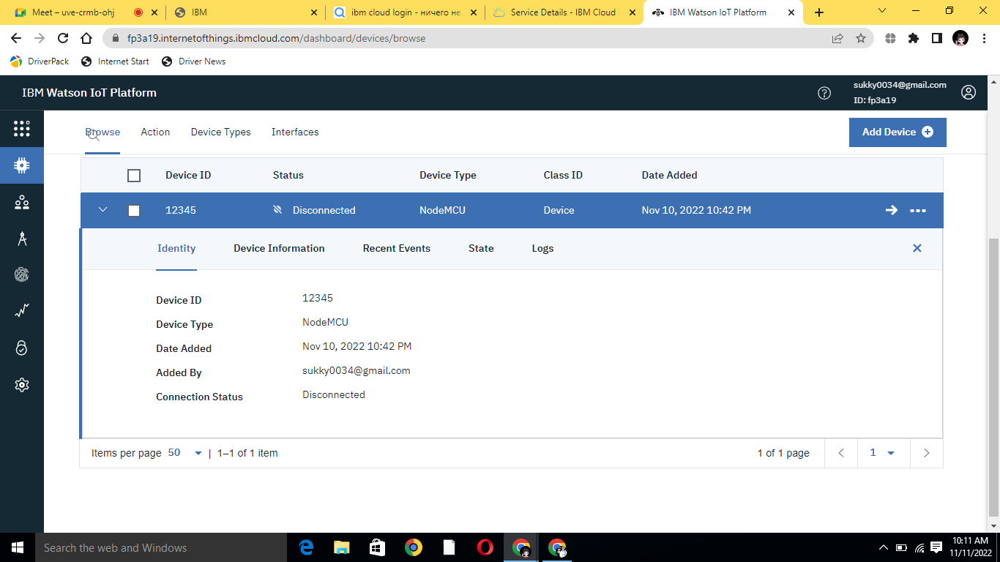 Meet – uve-crmb-ohj
IBM
ibm cloud login - ничего не
Service Details - IBM Cloud
IBM Watson IoT Platform
fp3a19.internetofthings.ibmcloud.com/dashboard/devices/browse
DriverPack
Internet Start
Driver News
IBM Watson IoT Platform
sukky0034@gmail.com
ID: fp3a19
Browse Action Device Types Interfaces
Add Device
Device ID Status Device Type Class ID Date Added
12345 Disconnected NodeMCU Device Nov 10, 2022 10:42 PM
Identity Device Information Recent Events State Logs
Device ID 12345
Device Type NodeMCU
Date Added Nov 10, 2022 10:42 PM
Added By sukky0034@gmail.com
Connection Status Disconnected
Items per page 50 | 1–1 of 1 item 1 of 1 page 1
Search the web and Windows
10:11 AM
11/11/2022